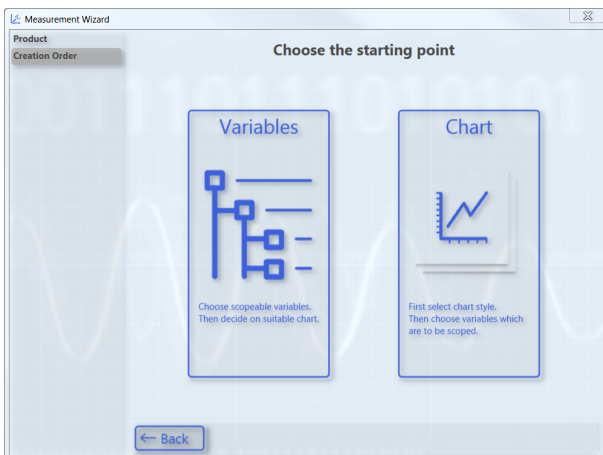 Measurement Wizard
Product
Creation Order
Choose the starting point
Variables
Choose scopeable variables.
Then decide on suitable chart.
Chart
First select chart style.
Then choose variables which
are to be scoped.
← Back